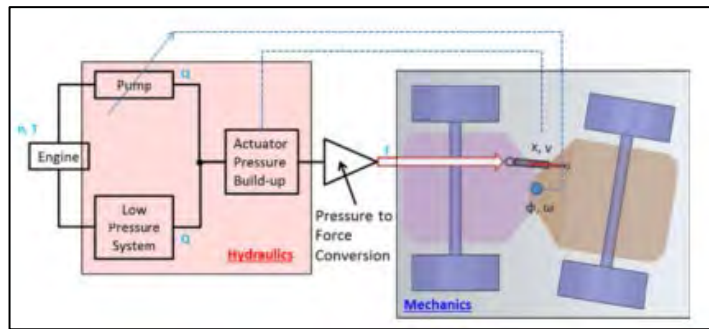 Pump
Q
n, T
Engine
Actuator
Pressure
Build-up
Low
Pressure
System
Q
Hydraulics
Pressure to
Force
Conversion
x, v
ϕ, ω
Mechanics